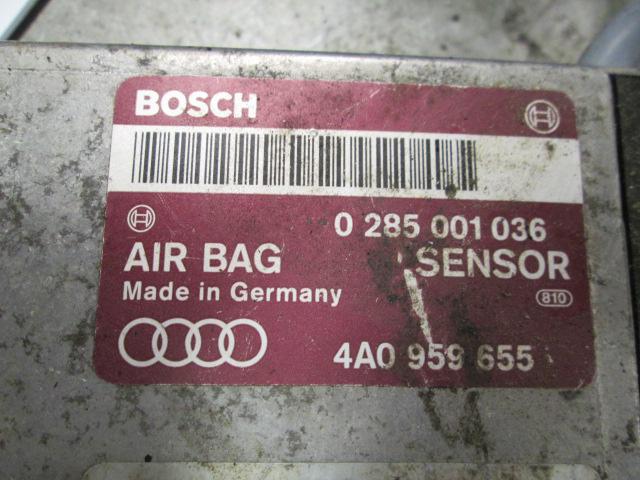 BOSCH
0 285 001 036
AIR BAG SENSOR
Made in Germany 810
4A0 959 655